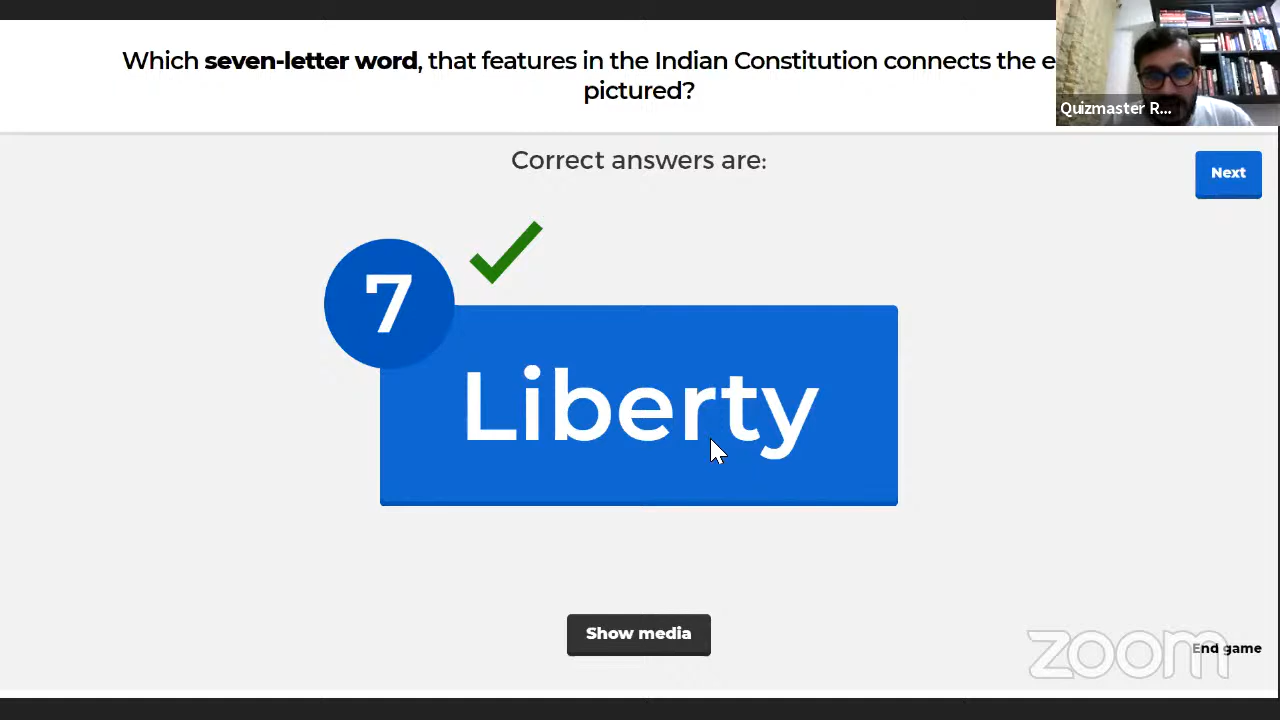 Which seven-letter word, that features in the Indian Constitution connects the
pictured?
Quizmaster R...
Correct answers are:
Next
7
Liberty
Show media
zoom
End game